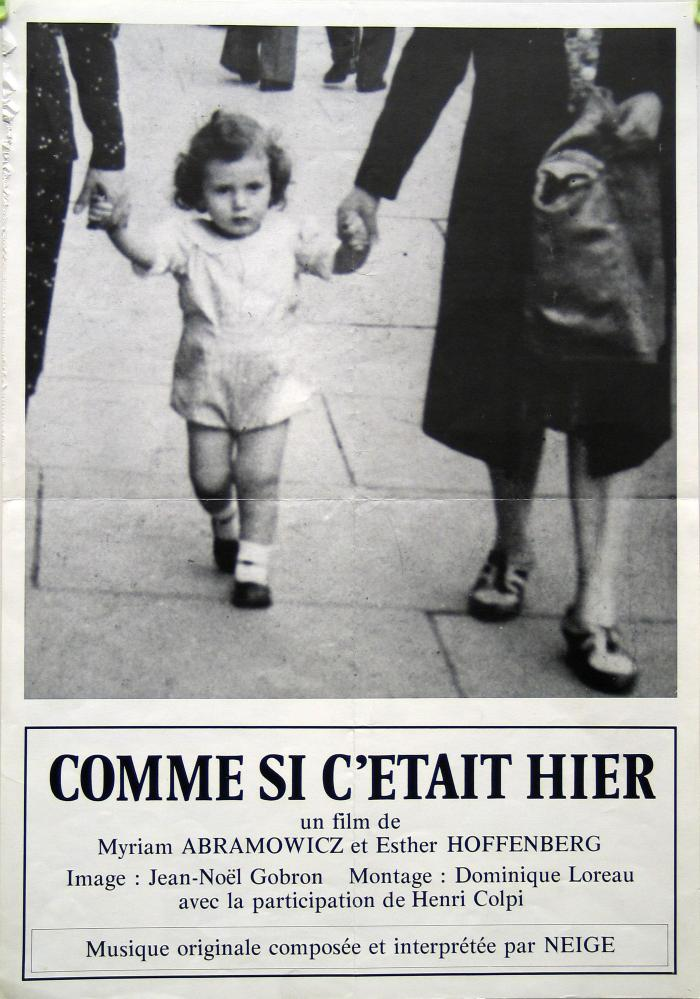 COMME SI C'ETAIT HIER
un film de
Myriam ABRAMOWICZ et Esther HOFFENBERG
Image : Jean-Noël Gobron Montage : Dominique Loreau
avec la participation de Henri Colpi
Musique originale composée et interprétée par NEIGE